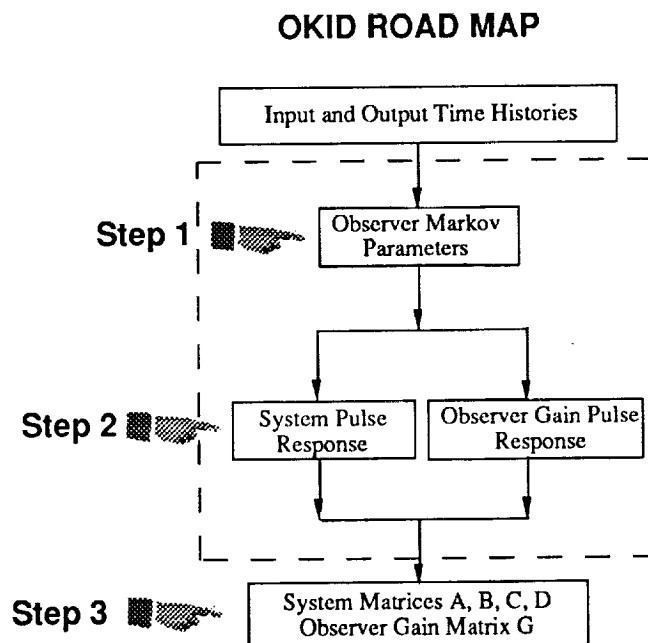 OKID ROAD MAP
Input and Output Time Histories
Step 1
Observer Markov
Parameters
Step 2
System Pulse
Response
Observer Gain Pulse
Response
Step 3
System Matrices A, B, C, D
Observer Gain Matrix G